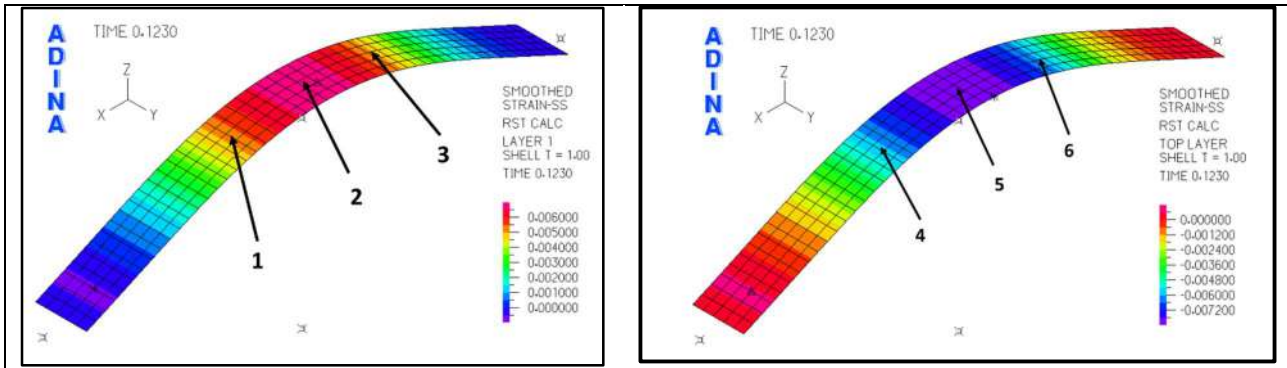 ADINA
TIME 0.1230
Z
X
Y
SMOOTHED
STRAIN-SS
RST CALC
LAYER 1
SHELL T = 1.00
TIME 0.1230
0.006000
0.005000
0.004000
0.003000
0.002000
0.001000
0.000000
1
2
3
ADINA
TIME 0.1230
Z
X
Y
SMOOTHED
STRAIN-SS
RST CALC
TOP LAYER
SHELL T = 1.00
TIME 0.1230
0.000000
-0.001200
-0.002400
-0.003600
-0.004800
-0.006000
-0.007200
4
5
6